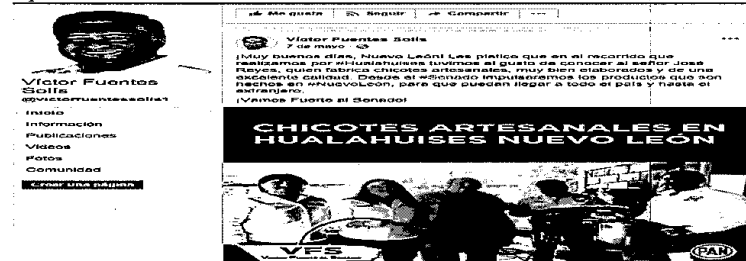 Me gusta Seguir Compartir ...
Víctor Fuentes Solís
7 de mayo
¡Muy buenos días, Nuevo León! Les platico que en mi recorrido que
realizamos por #Hualahuises tuvimos el gusto de conocer al señor José
Reyes, quien fabrica chicotes artesanales, muy bien elaborados y de una
excelente calidad. Desde el #Senado impulsaremos los productos que son
hechos en #NuevoLeón, para que puedan llegar a todo el país y hasta el
extranjero.
¡Vamos Fuerte al Senado!
Víctor Fuentes
Solís
Inicio
Información
Publicaciones
Videos
Fotos
Comunidad
Crear una página
CHICOTES ARTESANALES EN
HUALAHUISES NUEVO LEÓN
VFS
PAN